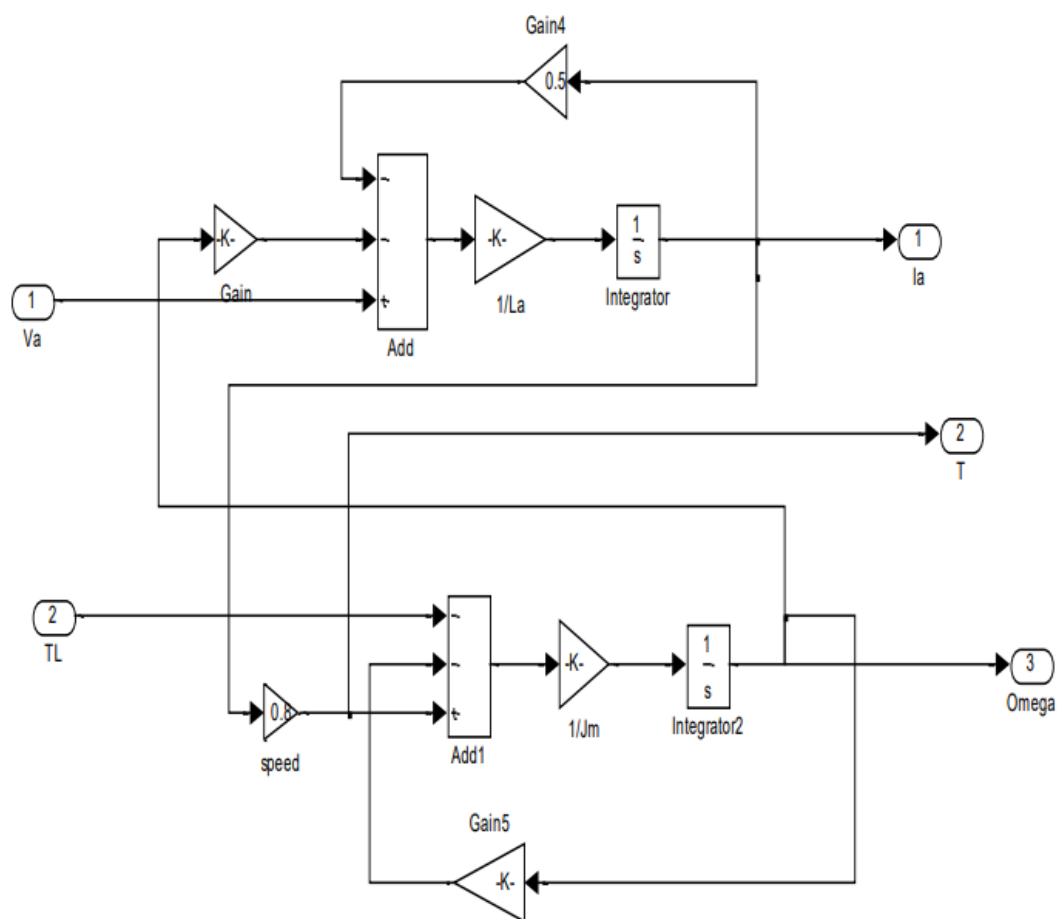 Gain4
0.5
-
-K-
-
-K-
1
s
1
Ia
Gain
+
1/La
Integrator
1
Va
Add
2
T
2
TL
-
-
-K-
1
s
3
Omega
0.8
+
1/Jm
Integrator2
speed
Add1
Gain5
-K-